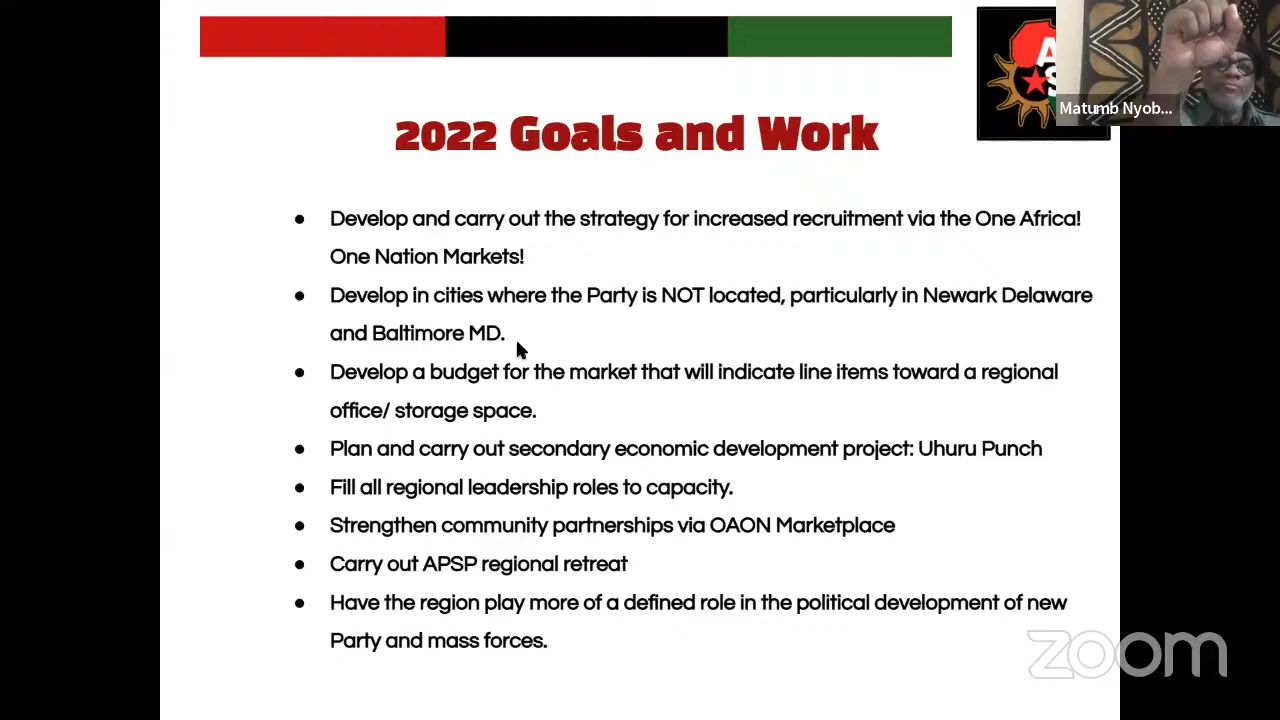 A
S
Matumb Nyob...
2022 Goals and Work
● Develop and carry out the strategy for increased recruitment via the One Africa!
One Nation Markets!
● Develop in cities where the Party is NOT located, particularly in Newark Delaware
and Baltimore MD.
● Develop a budget for the market that will indicate line items toward a regional
office/ storage space.
● Plan and carry out secondary economic development project: Uhuru Punch
● Fill all regional leadership roles to capacity.
● Strengthen community partnerships via OAON Marketplace
● Carry out APSP regional retreat
● Have the region play more of a defined role in the political development of new
Party and mass forces.
zoom